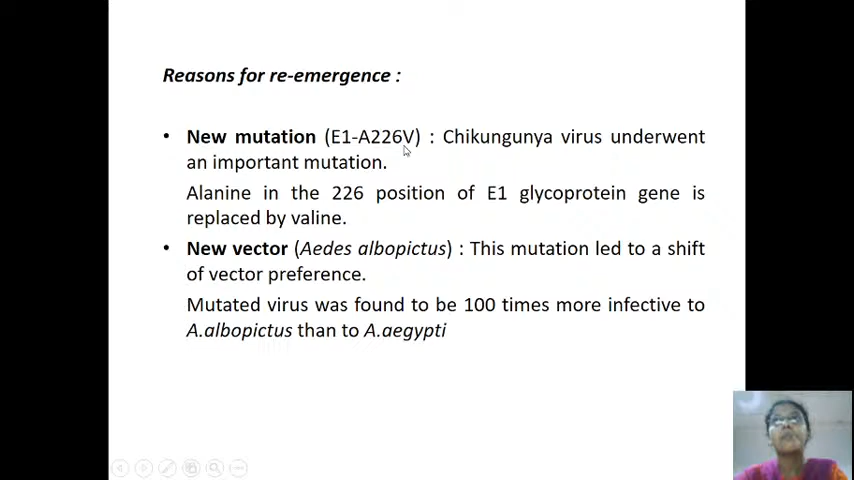 Reasons for re-emergence :
• New mutation (E1-A226V) : Chikungunya virus underwent
an important mutation.
Alanine in the 226 position of E1 glycoprotein gene is
replaced by valine.
• New vector (Aedes albopictus) : This mutation led to a shift
of vector preference.
Mutated virus was found to be 100 times more infective to
A.albopictus than to A.aegypti